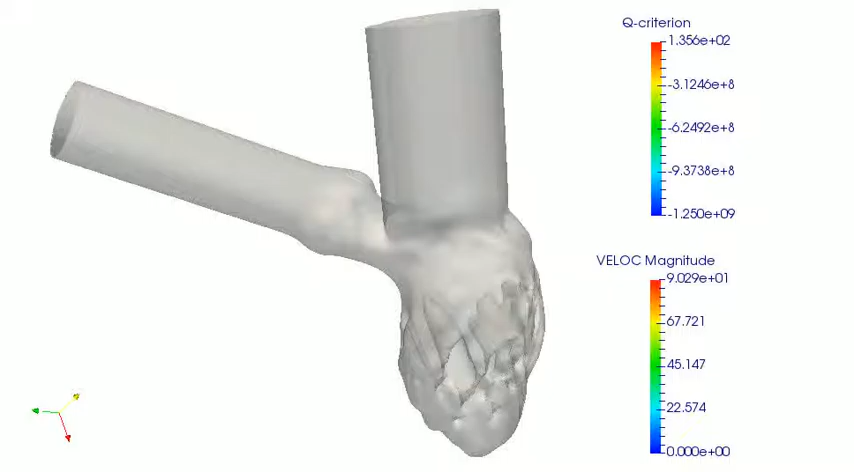 Q-criterion
1.356e+02
-3.1246e+8
-6.2492e+8
-9.3738e+8
-1.250e+09
VELOC Magnitude
9.029e+01
67.721
45.147
22.574
0.000e+00